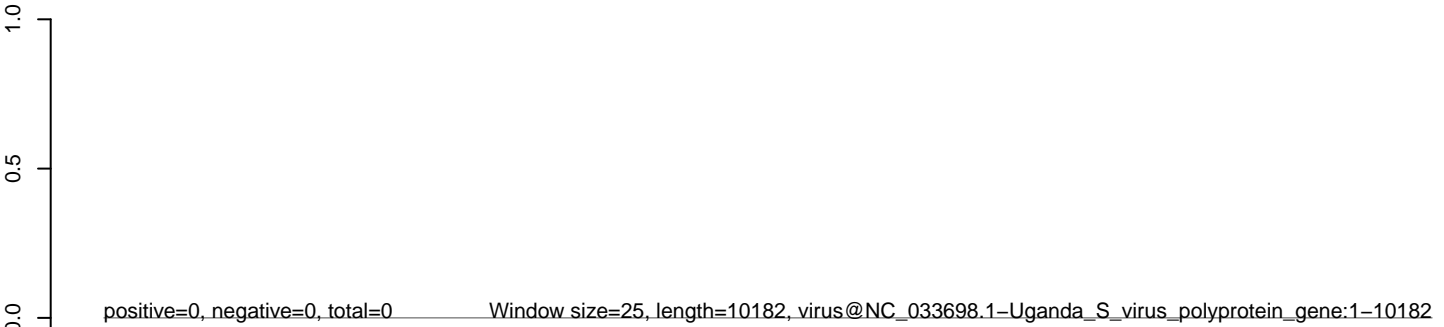 1.0
0.5
0.0
positive=0, negative=0, total=0 Window size=25, length=10182, virus@NC_033698.1−Uganda_S_virus_polyprotein_gene:1−10182